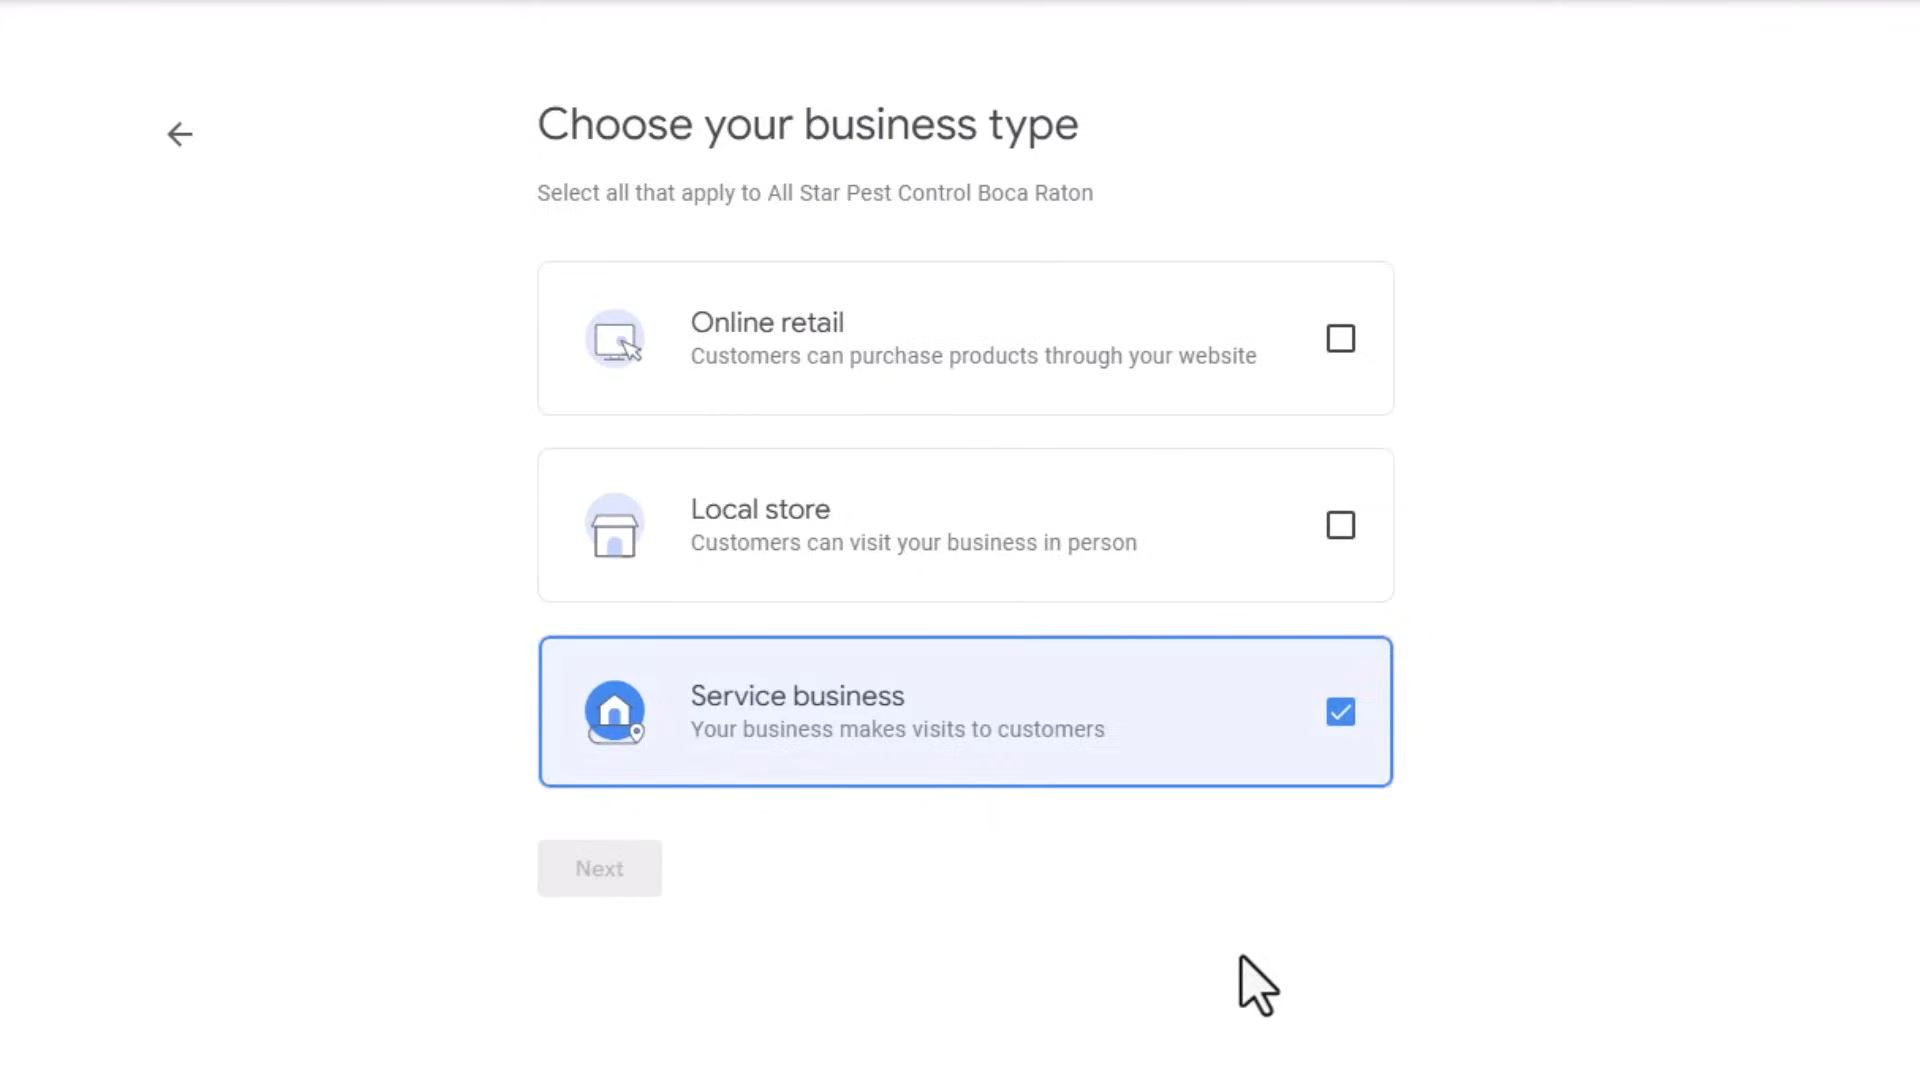 Choose your business type
Select all that apply to All Star Pest Control Boca Raton
Online retail
Customers can purchase products through your website
Local store
Customers can visit your business in person
Service business
Your business makes visits to customers
Next